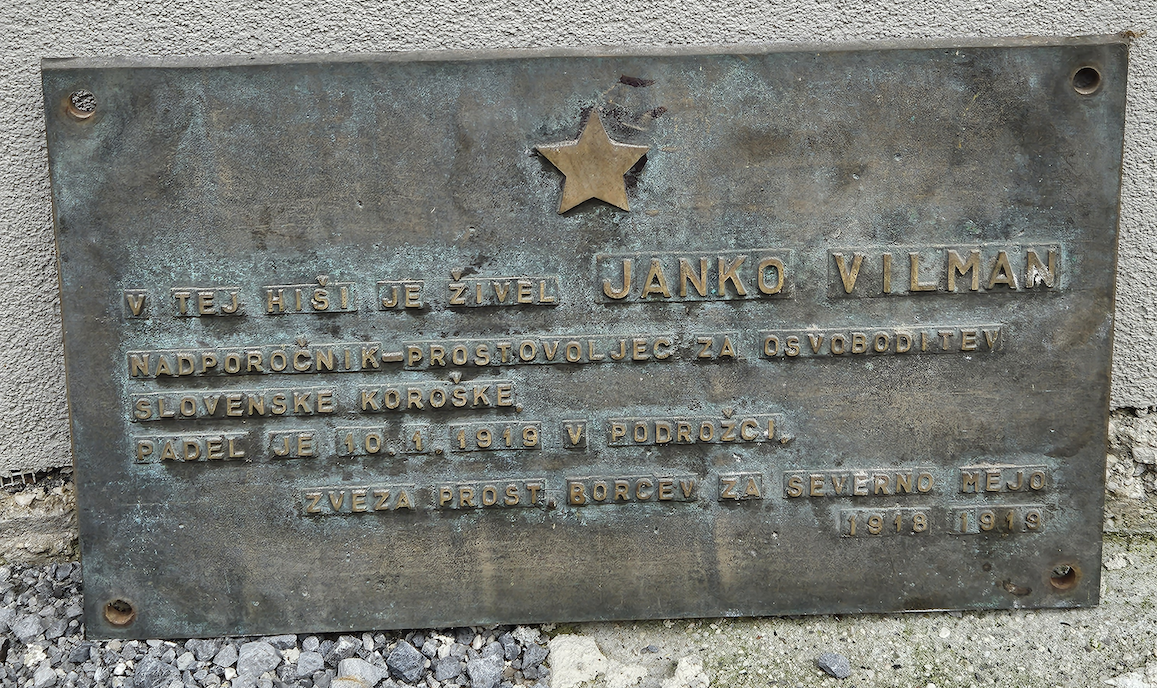 V TEJ HIŠI JE ŽIVEL JANKO VILMAN
NADPOROČNIK-PROSTOVOLJEC ZA OSVOBODITEV
SLOVENSKE KOROŠKE.
PADEL JE 10.1.1919 V PODROŽCI.
ZVEZA PROST. BORCEV ZA SEVERNO MEJO
1918 1919